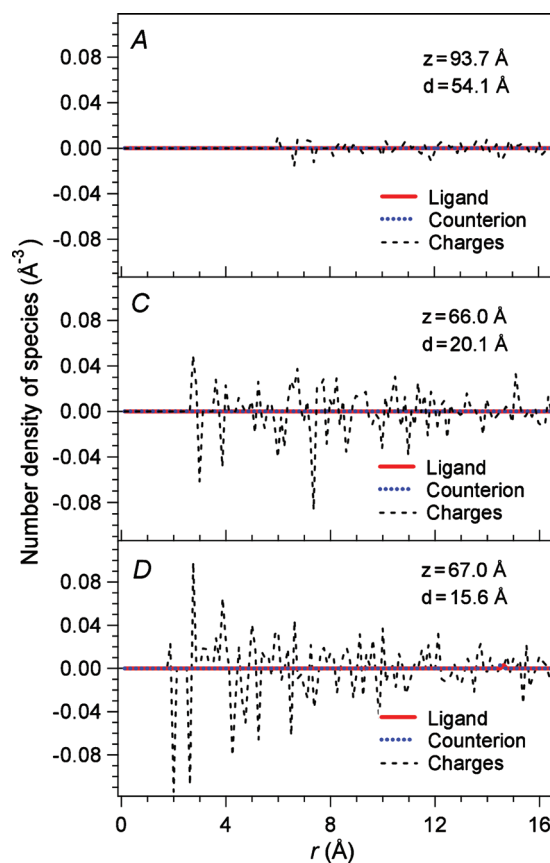 A
z = 93.7 Å
d = 54.1 Å
0.08
0.04
0.00
-0.04
-0.08
Ligand
Counterion
Charges
C
z = 66.0 Å
d = 20.1 Å
0.08
0.04
0.00
-0.04
-0.08
Ligand
Counterion
Charges
D
z = 67.0 Å
d = 15.6 Å
0.08
0.04
0.00
-0.04
-0.08
Ligand
Counterion
Charges
0 4 8 12 16
r (Å)
Number density of species (Å⁻³)